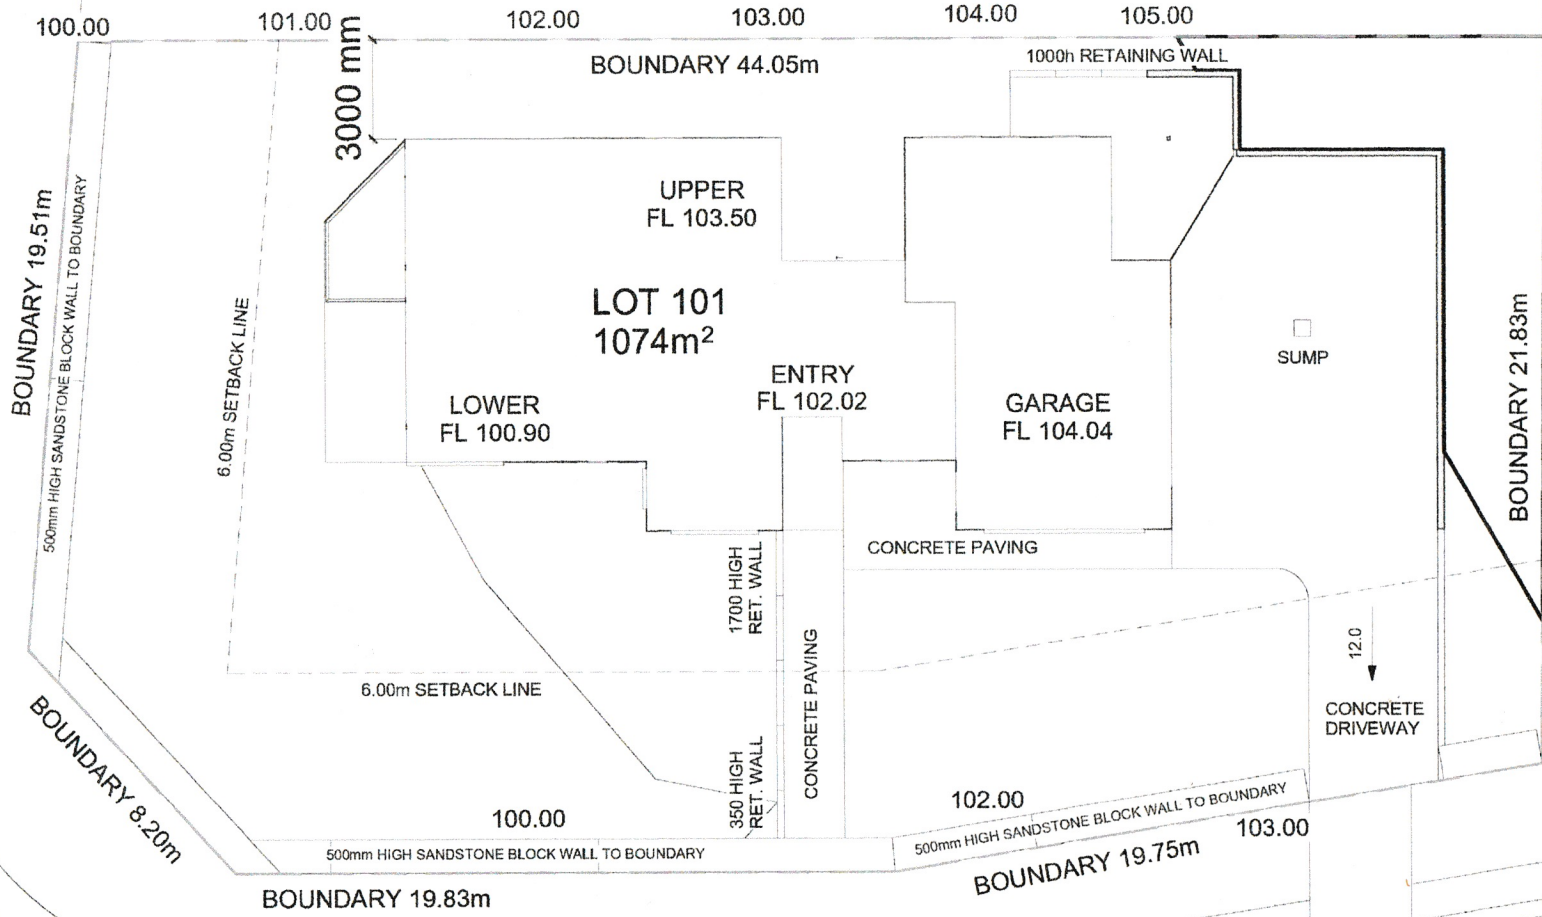 100.00
101.00
102.00
103.00
104.00
105.00
3000 mm
BOUNDARY 44.05m
1000h RETAINING WALL
UPPER
FL 103.50
BOUNDARY 19.51m
500mm HIGH SANDSTONE BLOCK WALL TO BOUNDARY
6.00m SETBACK LINE
LOT 101
1074m²
ENTRY
FL 102.02
LOWER
FL 100.90
GARAGE
FL 104.04
SUMP
BOUNDARY 21.83m
CONCRETE PAVING
1700 HIGH
RET. WALL
CONCRETE PAVING
12.0
6.00m SETBACK LINE
CONCRETE
DRIVEWAY
BOUNDARY 8.20m
350 HIGH
RET. WALL
100.00
102.00
103.00
500mm HIGH SANDSTONE BLOCK WALL TO BOUNDARY
500mm HIGH SANDSTONE BLOCK WALL TO BOUNDARY
BOUNDARY 19.83m
BOUNDARY 19.75m